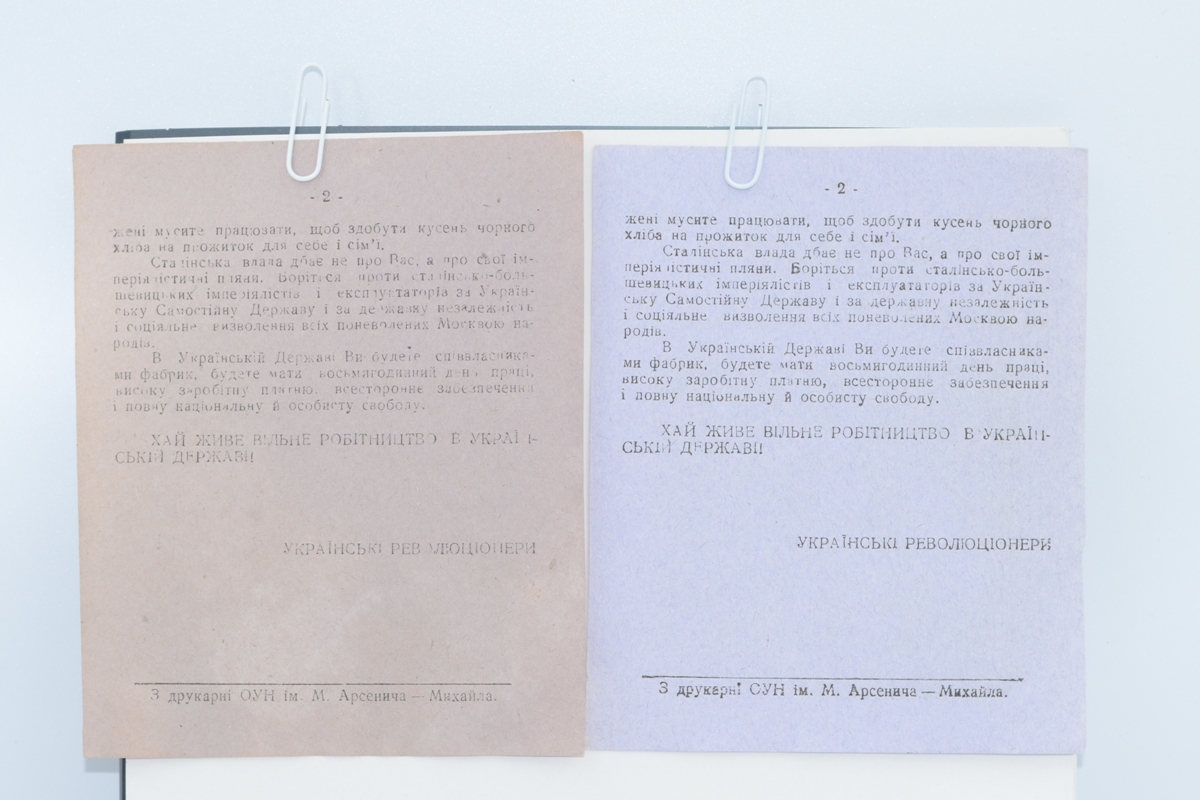 - 2 -
жені мусите працювати, щоб здобути кусень чорного
хліба на прожиток для себе і сім’ї.
Сталінська влада дбає не про Вас, а про свої ім-
періялістичні пляни. Боріться проти сталінсько-боль-
шевицьких імперіялістів і експлуататорів за Україн-
ську Самостійну Державу і за державну незалежність
і соціяльне визволення всіх поневолених Москвою на-
родів.
В Українській Державі Ви будете співвласника-
ми фабрик, будете мати восьмигодинний день праці,
високу заробітну платню, всестороннє забезпечення
і повну національну й особисту свободу.
ХАЙ ЖИВЕ ВІЛЬНЕ РОБІТНИЦТВО В УКРАЇН-
СЬКІЙ ДЕРЖАВІ!
УКРАЇНСЬКІ РЕВОЛЮЦІОНЕРИ
З друкарні ОУН ім. М. Арсенича — Михайла.
- 2 -
жені мусите працювати, щоб здобути кусень чорного
хліба на прожиток для себе і сім’ї.
Сталінська влада дбає не про Вас, а про свої ім-
періялістичні пляни. Боріться проти сталінсько-боль-
шевицьких імперіялістів і експлуататорів за Україн-
ську Самостійну Державу і за державну незалежність
і соціяльне визволення всіх поневолених Москвою на-
родів.
В Українській Державі Ви будете співвласника-
ми фабрик, будете мати восьмигодинний день праці,
високу заробітну платню, всестороннє забезпечення
і повну національну й особисту свободу.
ХАЙ ЖИВЕ ВІЛЬНЕ РОБІТНИЦТВО В УКРАЇН-
СЬКІЙ ДЕРЖАВІ!
УКРАЇНСЬКІ РЕВОЛЮЦІОНЕРИ
З друкарні ОУН ім. М. Арсенича — Михайла.